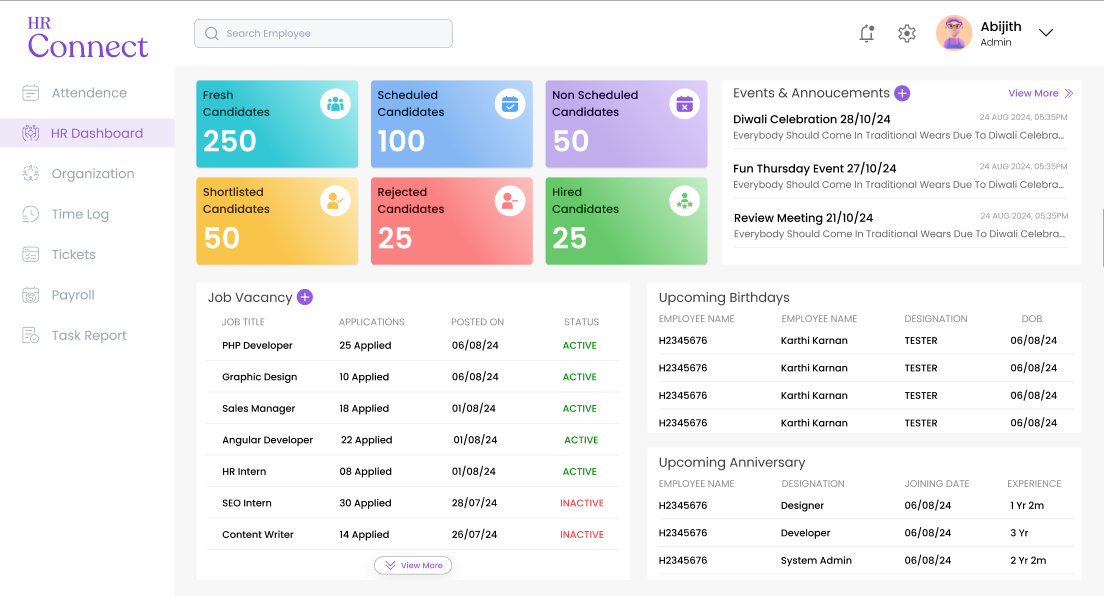 HR
Connect
Search Employee
Abijith
Admin
Attendence
HR Dashboard
Organization
Time Log
Tickets
Payroll
Task Report
Fresh
Candidates
250
Scheduled
Candidates
100
Non Scheduled
Candidates
50
Shortlisted
Candidates
50
Rejected
Candidates
25
Hired
Candidates
25
Events & Annoucements
View More
Diwali Celebration 28/10/24 24 AUG 2024, 05:35PM
Everybody Should Come In Traditional Wears Due To Diwali Celebra...
Fun Thursday Event 27/10/24 24 AUG 2024, 05:35PM
Everybody Should Come In Traditional Wears Due To Diwali Celebra...
Review Meeting 21/10/24 24 AUG 2024, 05:35PM
Everybody Should Come In Traditional Wears Due To Diwali Celebra...
Job Vacancy
JOB TITLE APPLICATIONS POSTED ON STATUS
PHP Developer 25 Applied 06/08/24 ACTIVE
Graphic Design 10 Applied 06/08/24 ACTIVE
Sales Manager 18 Applied 01/08/24 ACTIVE
Angular Developer 22 Applied 01/08/24 ACTIVE
HR Intern 08 Applied 01/08/24 ACTIVE
SEO Intern 30 Applied 28/07/24 INACTIVE
Content Writer 14 Applied 26/07/24 INACTIVE
View More
Upcoming Birthdays
EMPLOYEE NAME EMPLOYEE NAME DESIGNATION DOB
H2345676 Karthi Karnan TESTER 06/08/24
H2345676 Karthi Karnan TESTER 06/08/24
H2345676 Karthi Karnan TESTER 06/08/24
H2345676 Karthi Karnan TESTER 06/08/24
Upcoming Anniversary
EMPLOYEE NAME DESIGNATION JOINING DATE EXPERIENCE
H2345676 Designer 06/08/24 1 Yr 2m
H2345676 Developer 06/08/24 3 Yr
H2345676 System Admin 06/08/24 2 Yr 2m